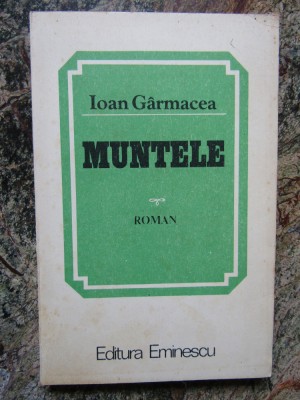 Ioan Gârmacea
MUNTELE
ROMAN
Editura Eminescu